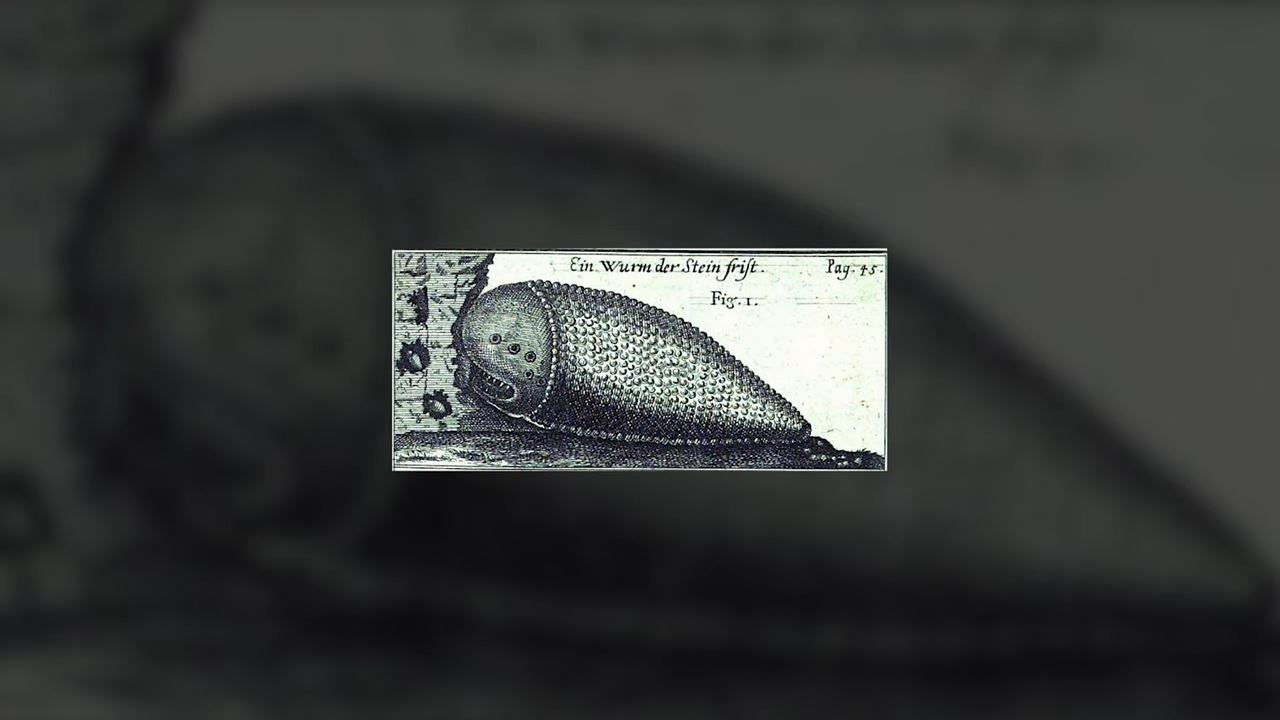 Ein Wurm der Stein frist.
Pag. 45.
Fig. 1.